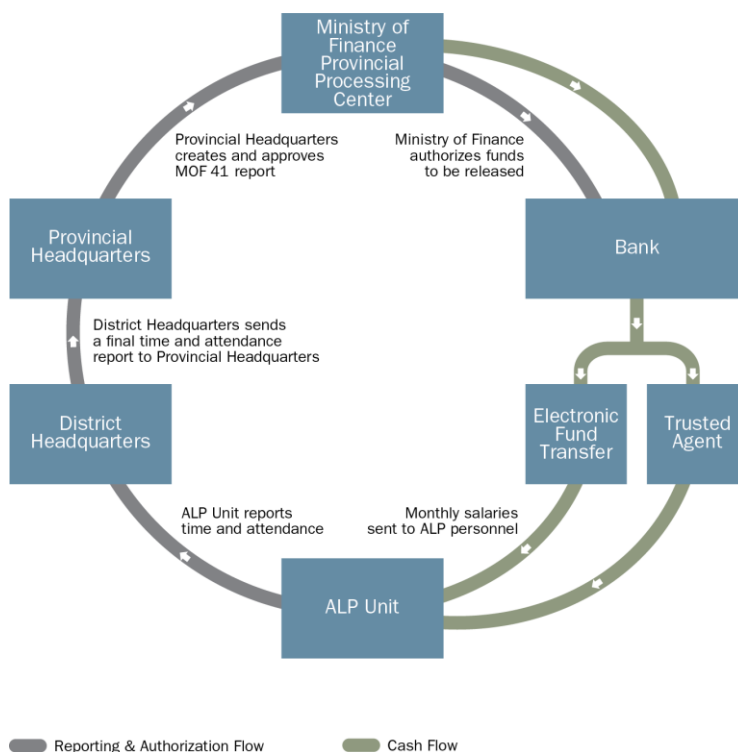 Ministry of
Finance
Provincial
Processing
Center
Provincial Headquarters
creates and approves
MOF 41 report
Ministry of Finance
authorizes funds
to be released
Provincial
Headquarters
Bank
District Headquarters sends
a final time and attendance
report to Provincial Headquarters
District
Headquarters
Electronic
Fund
Transfer
Trusted
Agent
ALP Unit reports
time and attendance
Monthly salaries
sent to ALP personnel
ALP Unit
Reporting & Authorization Flow
Cash Flow